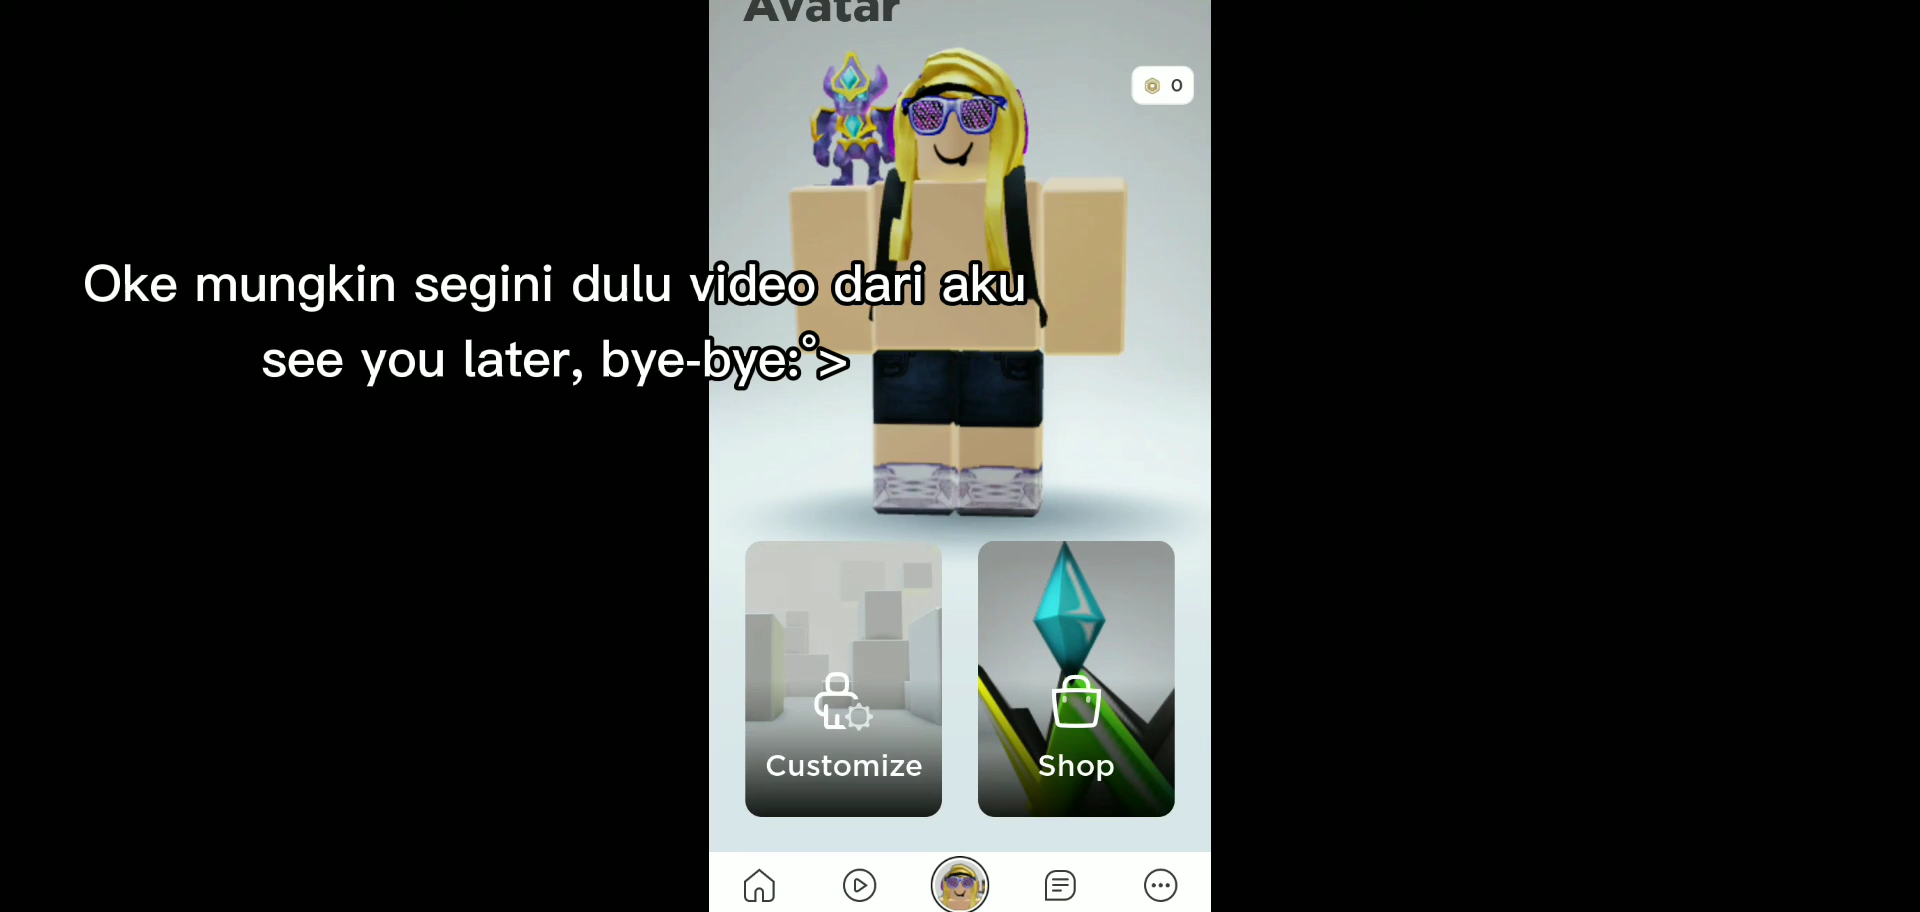 Avatar
0
Oke mungkin segini dulu video dari aku
see you later, bye-bye:°>
Customize
Shop